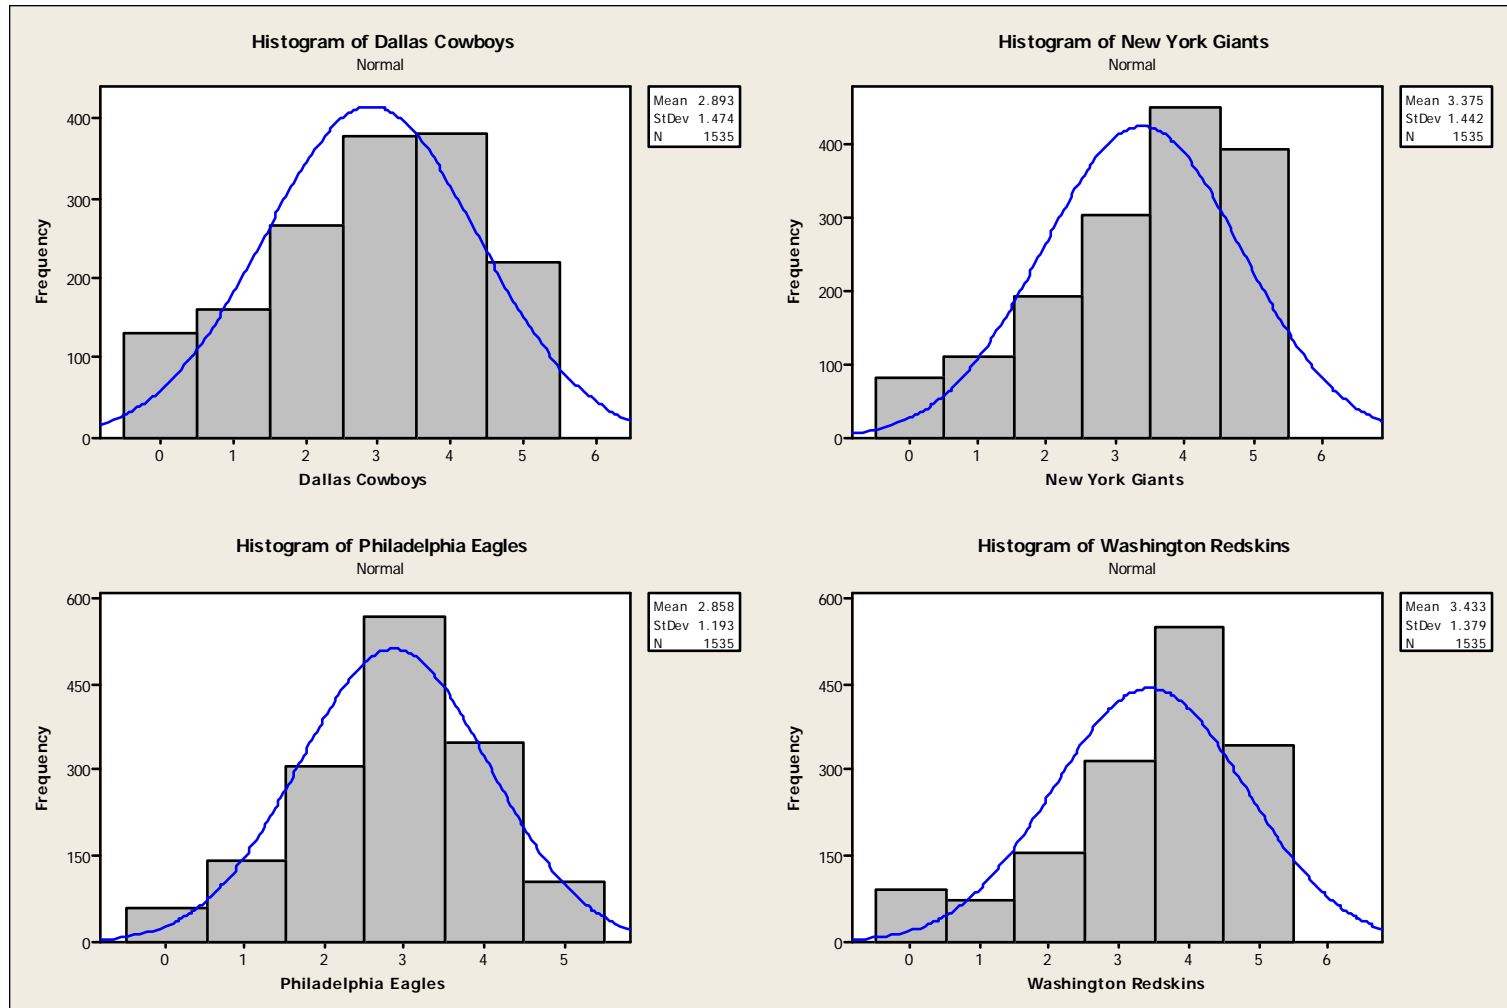 Histogram of Dallas Cowboys
Normal
Mean 2.893
StDev 1.474
N 1535
Frequency
400
300
200
100
0
0 1 2 3 4 5 6
Dallas Cowboys
Histogram of New York Giants
Normal
Mean 3.375
StDev 1.442
N 1535
Frequency
400
300
200
100
0
0 1 2 3 4 5 6
New York Giants
Histogram of Philadelphia Eagles
Normal
Mean 2.858
StDev 1.193
N 1535
Frequency
600
450
300
150
0
0 1 2 3 4 5
Philadelphia Eagles
Histogram of Washington Redskins
Normal
Mean 3.433
StDev 1.379
N 1535
Frequency
600
450
300
150
0
0 1 2 3 4 5 6
Washington Redskins